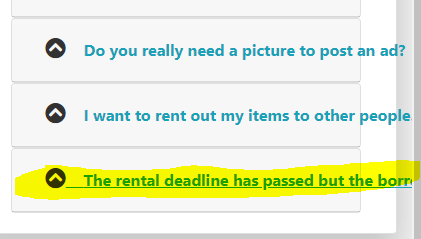 Do you really need a picture to post an ad?
I want to rent out my items to other people
The rental deadline has passed but the